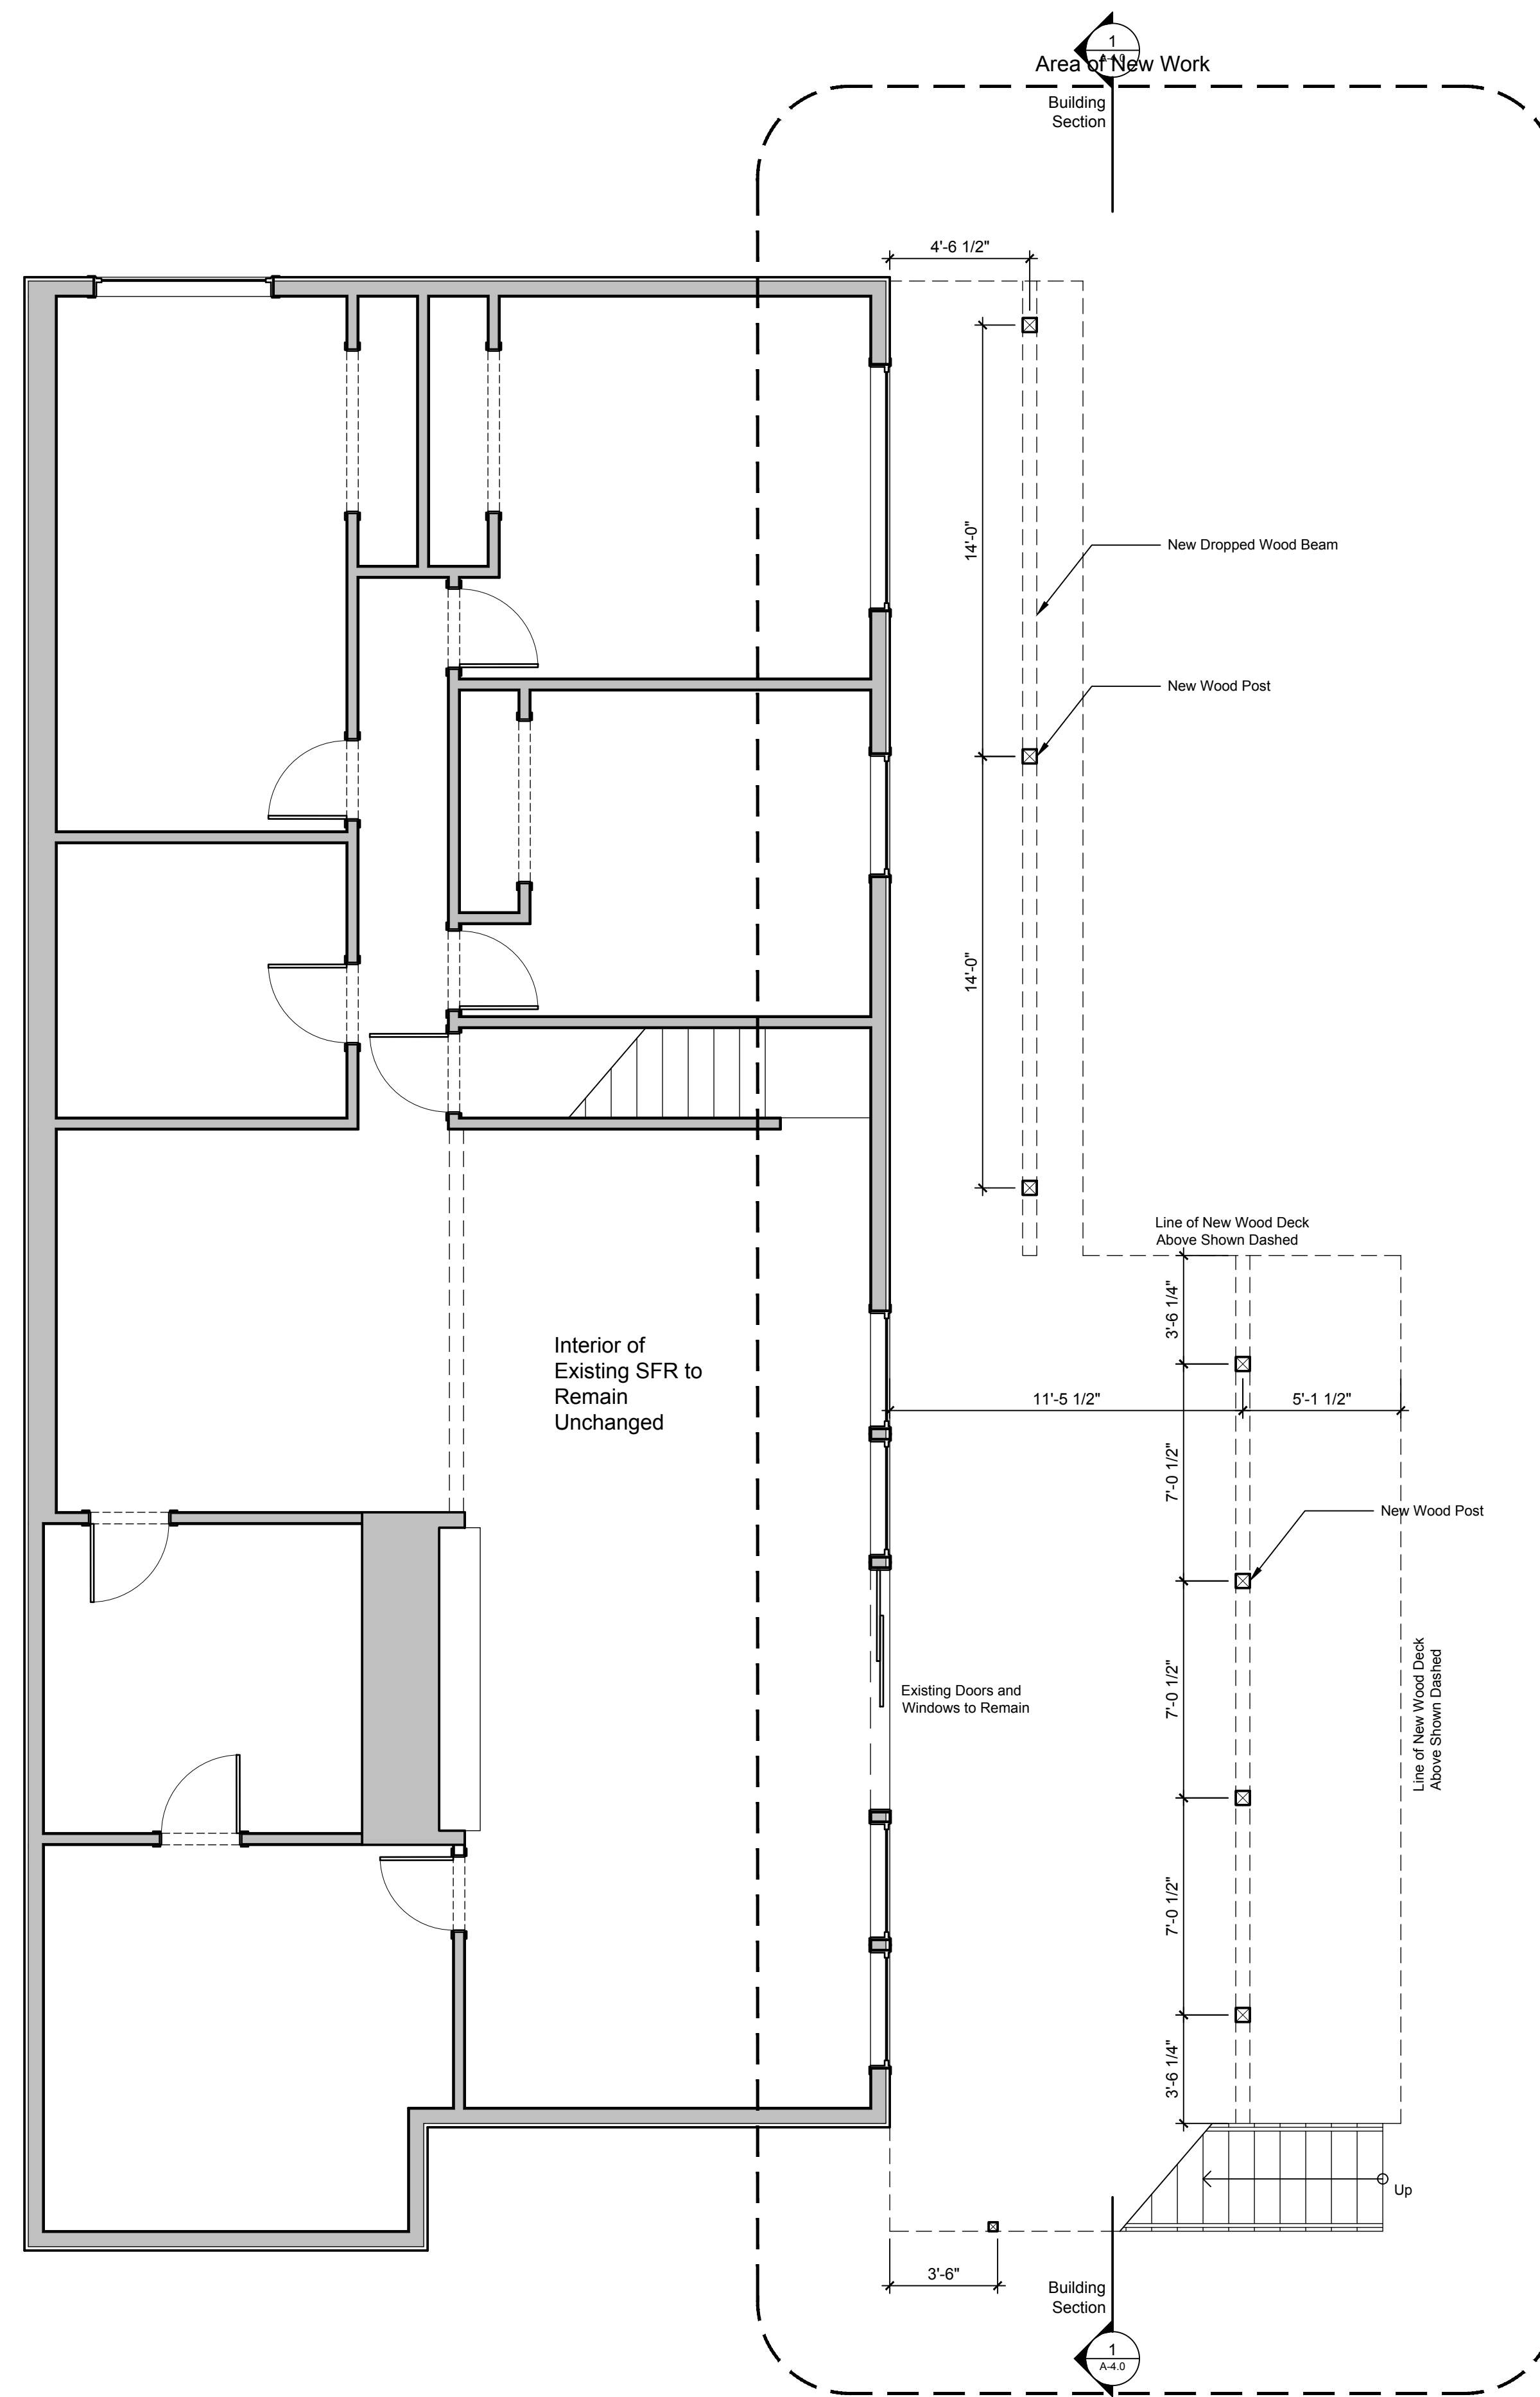 1
A-4.0
Area of New Work
Building
Section
4'-6 1/2"
14'-0"
New Dropped Wood Beam
New Wood Post
14'-0"
Line of New Wood Deck
Above Shown Dashed
3'-6 1/4"
Interior of
Existing SFR to
Remain
Unchanged
11'-5 1/2"
5'-1 1/2"
7'-0 1/2"
New Wood Post
7'-0 1/2"
Existing Doors and
Windows to Remain
Line of New Wood Deck
Above Shown Dashed
7'-0 1/2"
3'-6 1/4"
Up
3'-6"
Building
Section
1
A-4.0